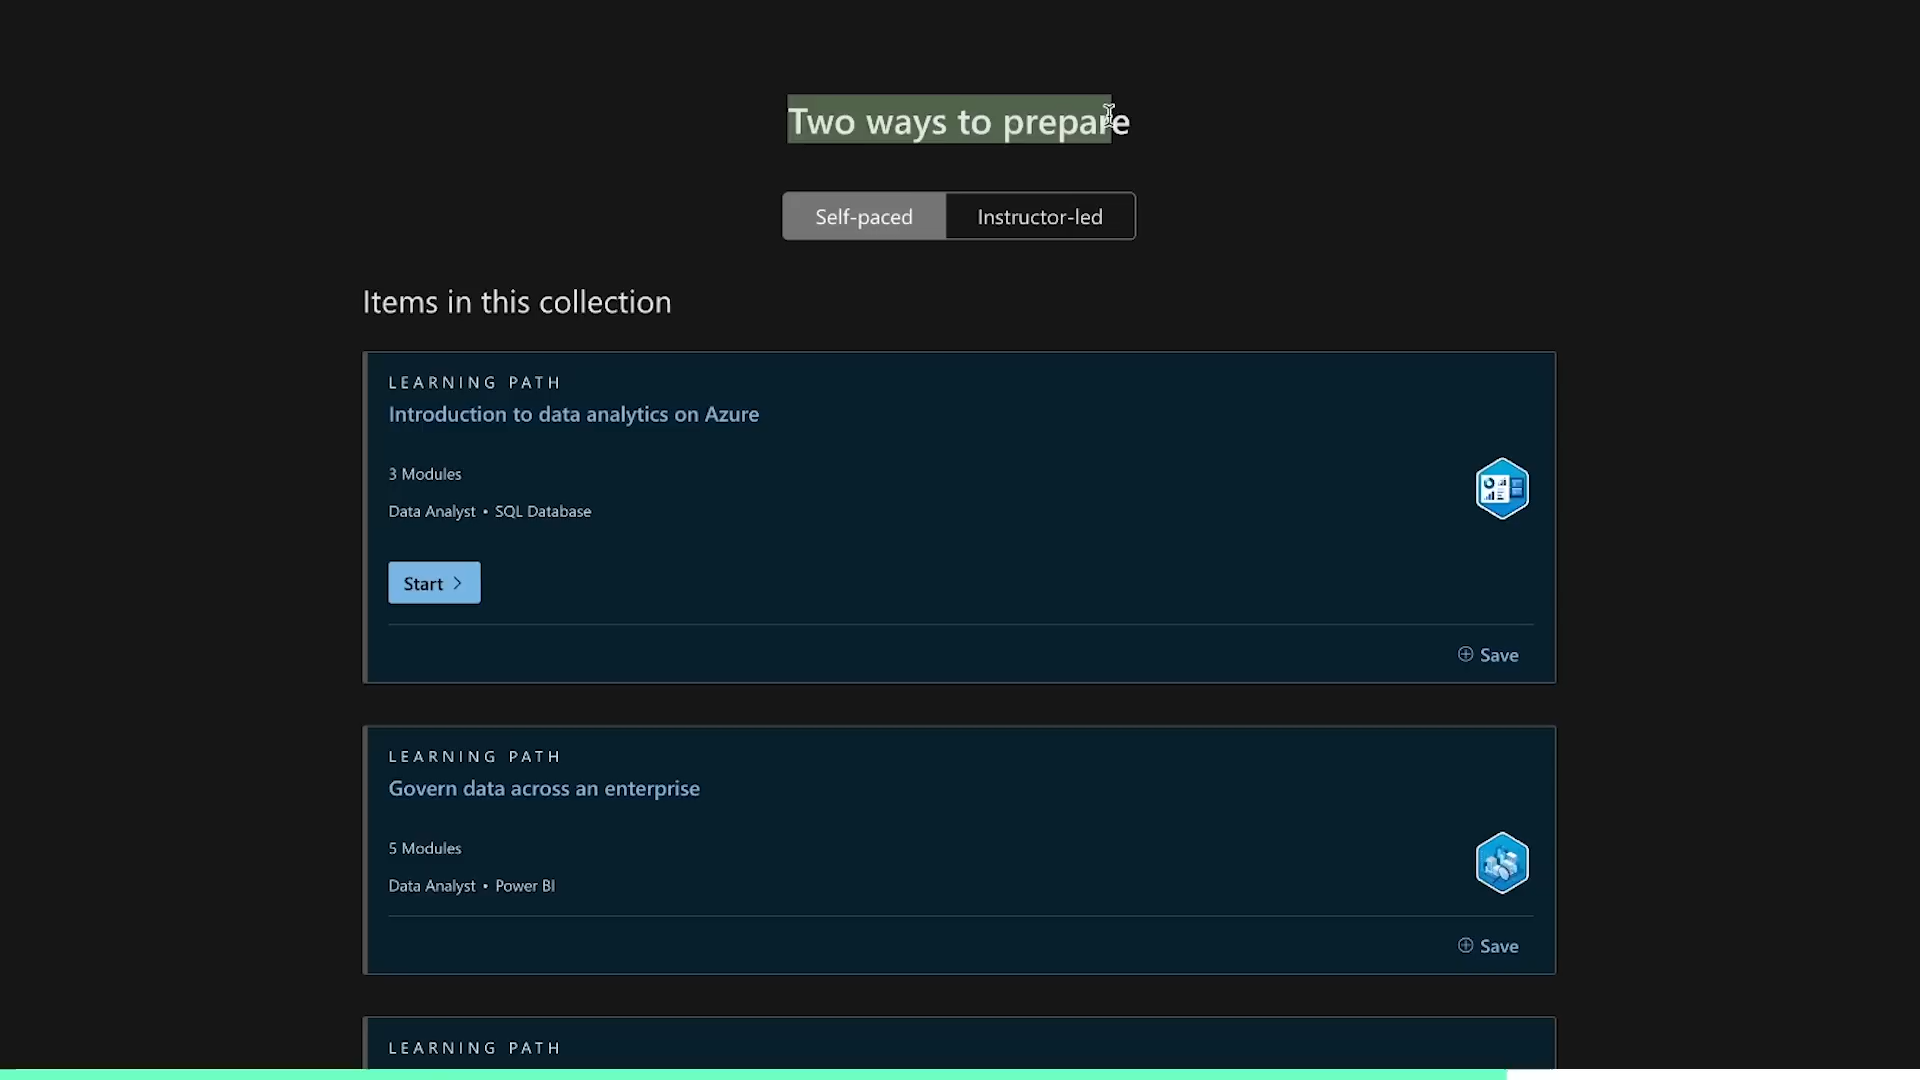 Two ways to prepare
Self-paced
Instructor-led
Items in this collection
LEARNING PATH
Introduction to data analytics on Azure
3 Modules
Data Analyst • SQL Database
Start
Save
LEARNING PATH
Govern data across an enterprise
5 Modules
Data Analyst • Power BI
Save
LEARNING PATH